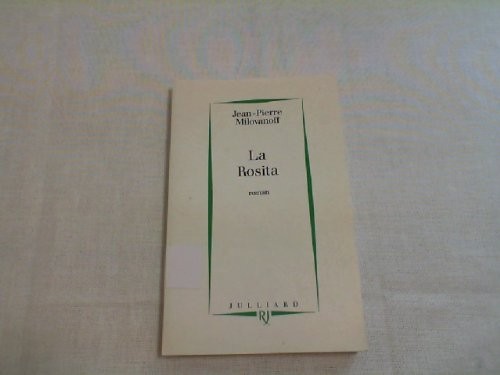 Jean-Pierre
Milovanoff
La
Rosita
roman
JULLIARD
RJ